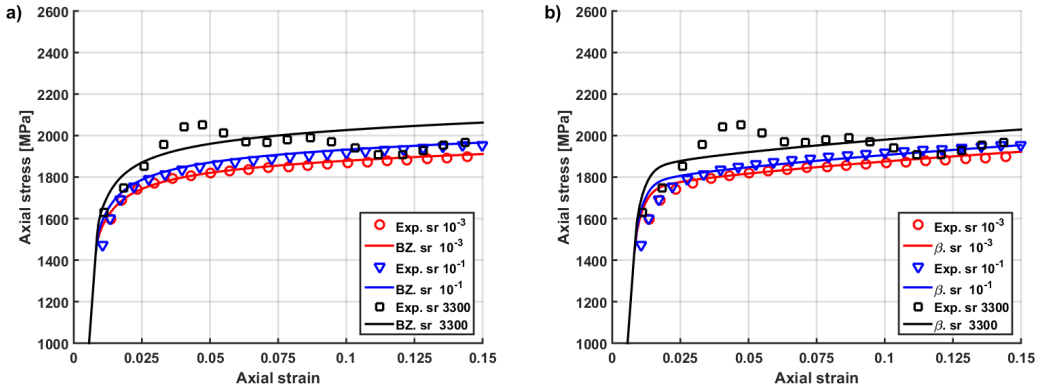 a)
2600
2400
2200
2000
1800
1600
1400
1200
1000
Axial stress [MPa]
0
0.025
0.05
0.075
0.1
0.125
0.15
Axial strain
Exp. sr 10⁻³
BZ. sr 10⁻³
Exp. sr 10⁻¹
BZ. sr 10⁻¹
Exp. sr 3300
BZ. sr 3300
b)
2600
2400
2200
2000
1800
1600
1400
1200
1000
Axial stress [MPa]
0
0.025
0.05
0.075
0.1
0.125
0.15
Axial strain
Exp. sr 10⁻³
β. sr 10⁻³
Exp. sr 10⁻¹
β. sr 10⁻¹
Exp. sr 3300
β. sr 3300